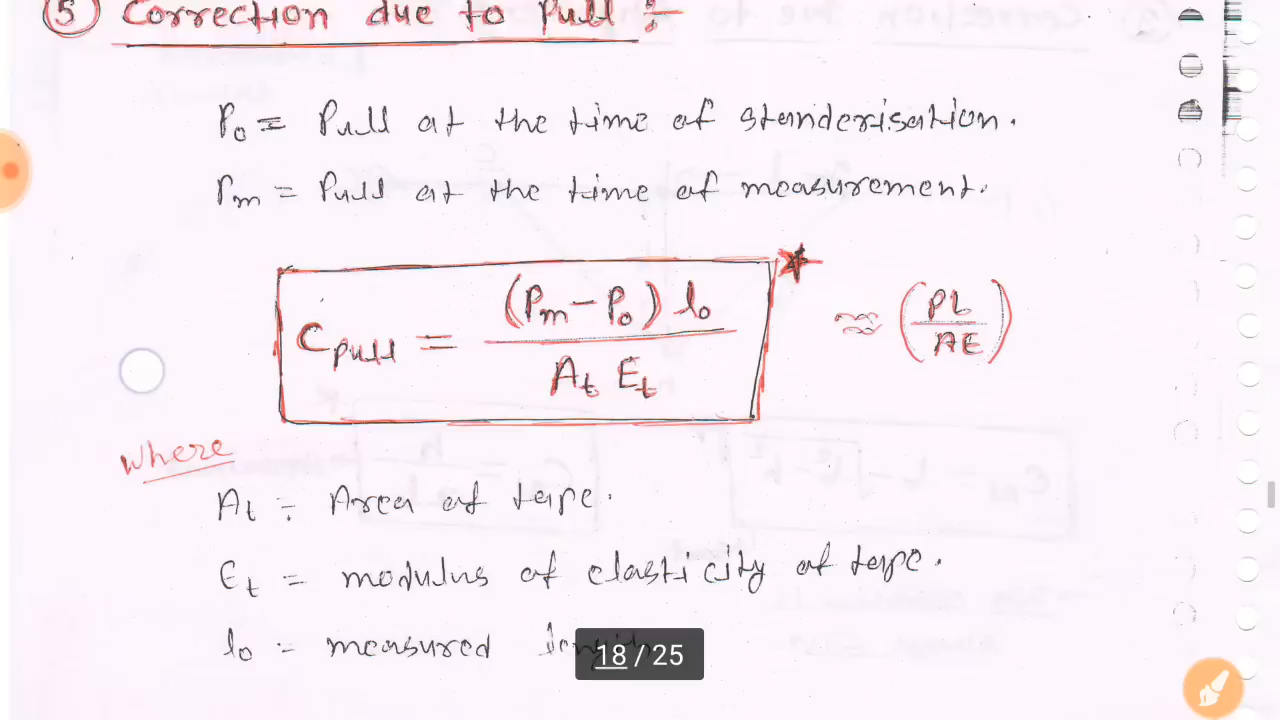 ⑤ Correction due to Pull :-
P₀ = Pull at the time of standerisation.
Pm = Pull at the time of measurement.
C pull = (Pm - P₀) l₀ / At Et ≈ (PL / AE)
where
At = Area of tape.
Et = modulus of elasticity of tape.
l₀ = measured length
18 / 25